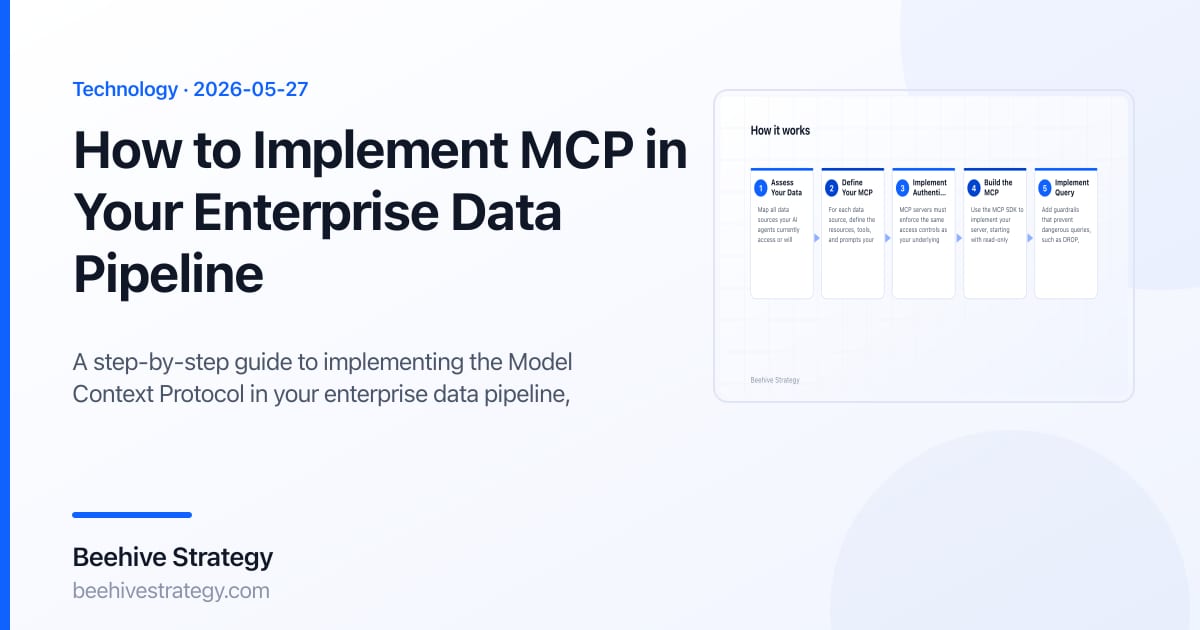 Technology · 2026-05-27
How to Implement MCP in
Your Enterprise Data
Pipeline
A step-by-step guide to implementing the Model
Context Protocol in your enterprise data pipeline,
Beehive Strategy
beehivestrategy.com
How it works
1
Assess
Your Data
Map all data
sources your AI
agents currently
access or will
2
Define
Your MCP
For each data
source, define the
resources, tools,
and prompts your
3
Implement
Authenti...
MCP servers must
enforce the same
access controls as
your underlying
4
Build the
MCP
Use the MCP SDK to
implement your
server, starting
with read-only
5
Implement
Query
Add guardrails
that prevent
dangerous queries,
such as DROP,
Beehive Strategy